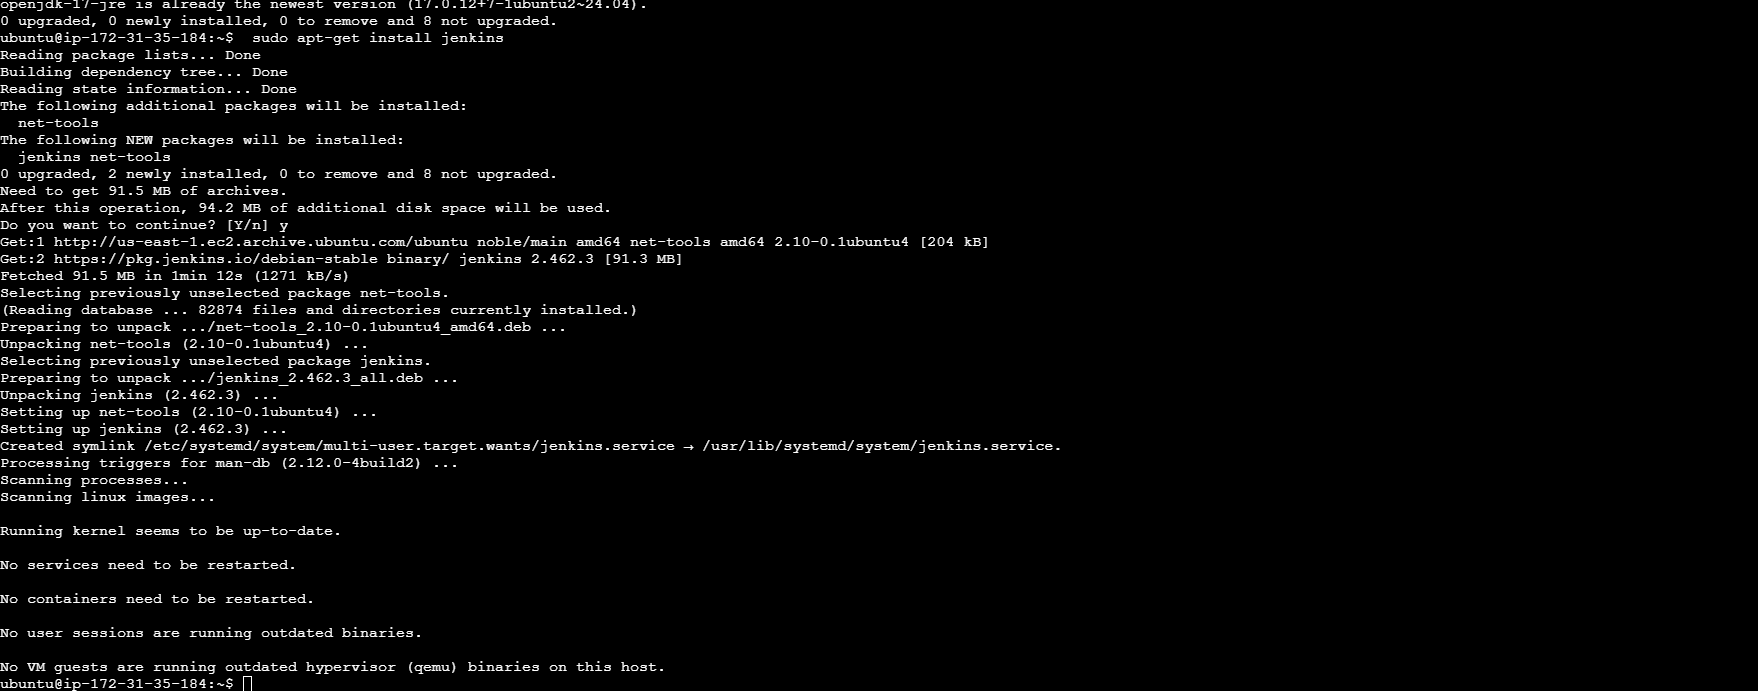 openjdk-17-jre is already the newest version (17.0.12+7-1ubuntu2~24.04).
0 upgraded, 0 newly installed, 0 to remove and 8 not upgraded.
ubuntu@ip-172-31-35-184:~$  sudo apt-get install jenkins
Reading package lists... Done
Building dependency tree... Done
Reading state information... Done
The following additional packages will be installed:
  net-tools
The following NEW packages will be installed:
  jenkins net-tools
0 upgraded, 2 newly installed, 0 to remove and 8 not upgraded.
Need to get 91.5 MB of archives.
After this operation, 94.2 MB of additional disk space will be used.
Do you want to continue? [Y/n] y
Get:1 http://us-east-1.ec2.archive.ubuntu.com/ubuntu noble/main amd64 net-tools amd64 2.10-0.1ubuntu4 [204 kB]
Get:2 https://pkg.jenkins.io/debian-stable binary/ jenkins 2.462.3 [91.3 MB]
Fetched 91.5 MB in 1min 12s (1271 kB/s)
Selecting previously unselected package net-tools.
(Reading database ... 82874 files and directories currently installed.)
Preparing to unpack .../net-tools_2.10-0.1ubuntu4_amd64.deb ...
Unpacking net-tools (2.10-0.1ubuntu4) ...
Selecting previously unselected package jenkins.
Preparing to unpack .../jenkins_2.462.3_all.deb ...
Unpacking jenkins (2.462.3) ...
Setting up net-tools (2.10-0.1ubuntu4) ...
Setting up jenkins (2.462.3) ...
Created symlink /etc/systemd/system/multi-user.target.wants/jenkins.service → /usr/lib/systemd/system/jenkins.service.
Processing triggers for man-db (2.12.0-4build2) ...
Scanning processes...
Scanning linux images...
Running kernel seems to be up-to-date.
No services need to be restarted.
No containers need to be restarted.
No user sessions are running outdated binaries.
No VM guests are running outdated hypervisor (qemu) binaries on this host.
ubuntu@ip-172-31-35-184:~$